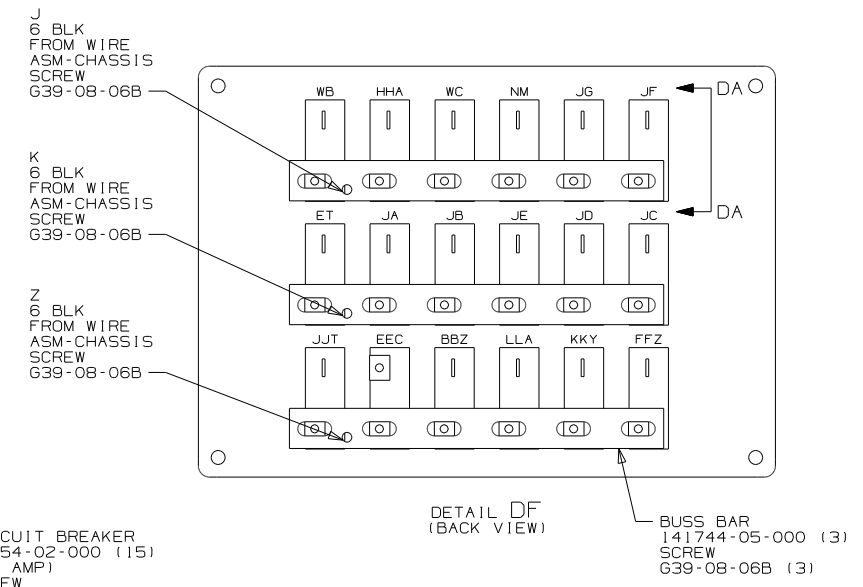 J
6 BLK
FROM WIRE
ASM-CHASSIS
SCREW
G39-08-06B
K
6 BLK
FROM WIRE
ASM-CHASSIS
SCREW
G39-08-06B
Z
6 BLK
FROM WIRE
ASM-CHASSIS
SCREW
G39-08-06B
WB HHA WC NM JG JF
DA
DA
ET JA JB JE JD JC
JJT EEC BBZ LLA KKY FFZ
DETAIL DF
(BACK VIEW)
BUSS BAR
141744-05-000 (3)
SCREW
G39-08-06B (3)
CUIT BREAKER
54-02-000 (15)
AMP)
EW